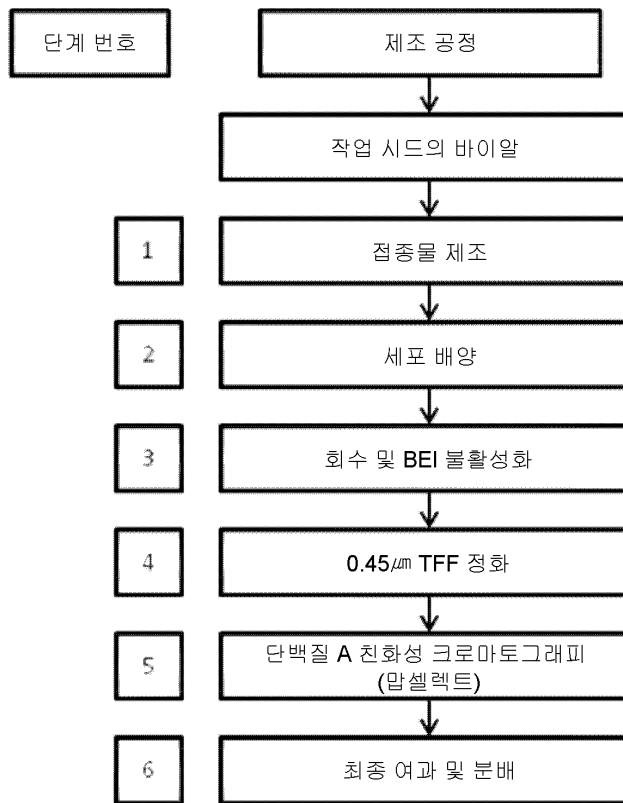 단계 번호
제조 공정
작업 시드의 바이알
1
접종물 제조
2
세포 배양
3
회수 및 BEI 불활성화
4
0.45㎛ TFF 정화
5
단백질 A 친화성 크로마토그래피
(맙셀렉트)
6
최종 여과 및 분배